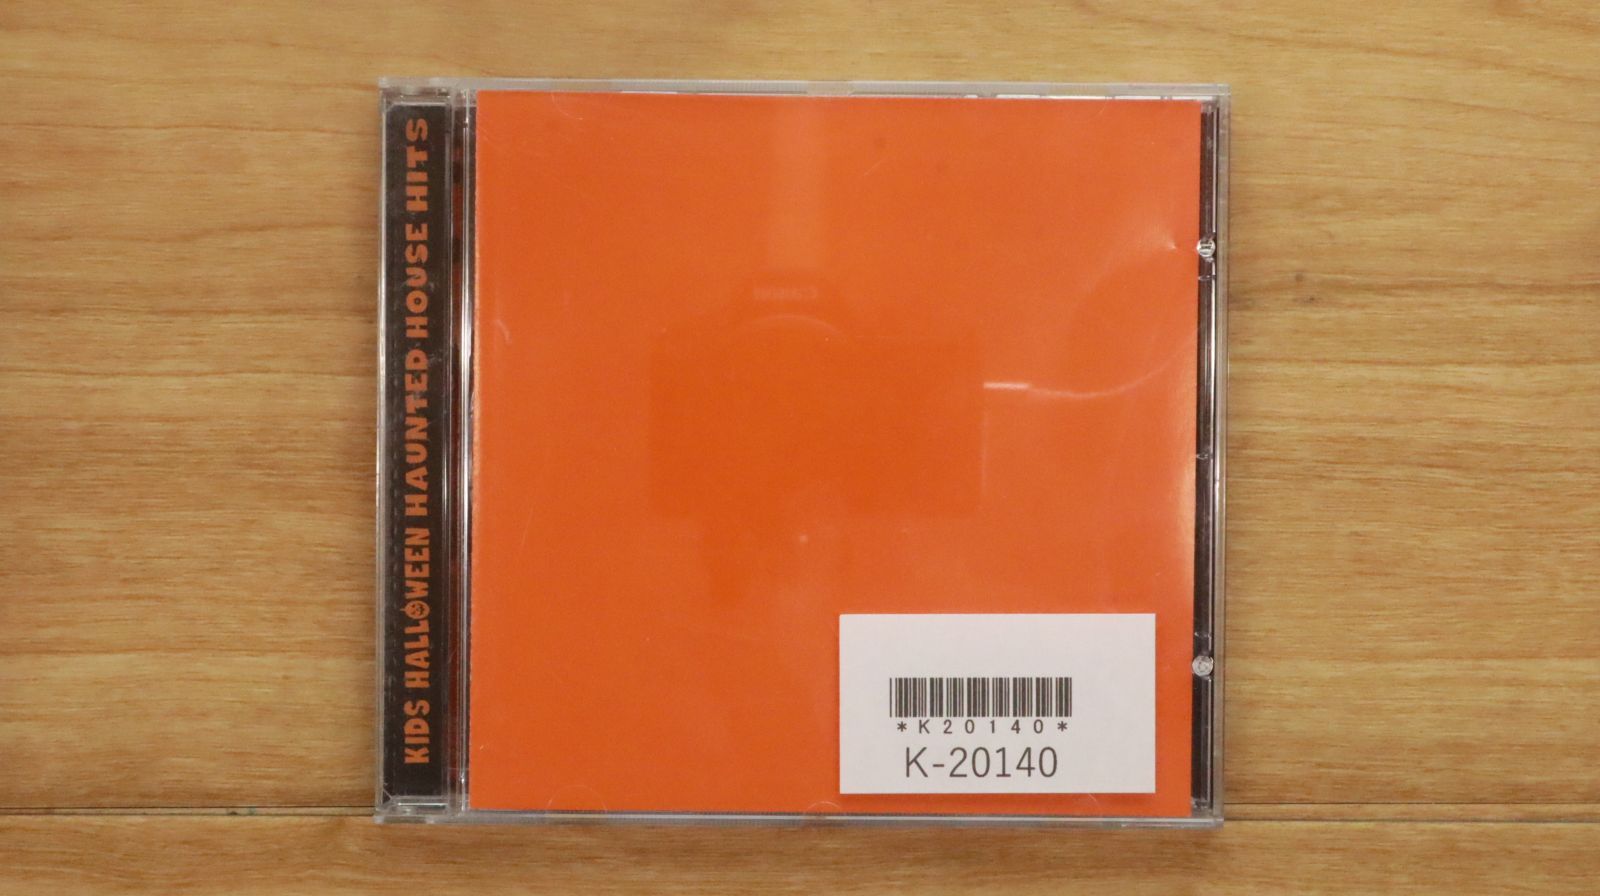 KIDS HALLOWEEN HAUNTED HOUSE HITS
*K20140*
K-20140